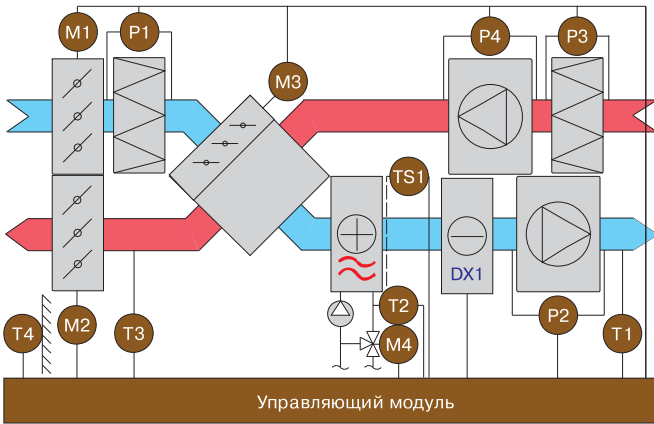 M1
P1
P4
P3
M3
TS1
DX1
T2
P2
T4
M2
T3
M4
T1
Управляющий модуль